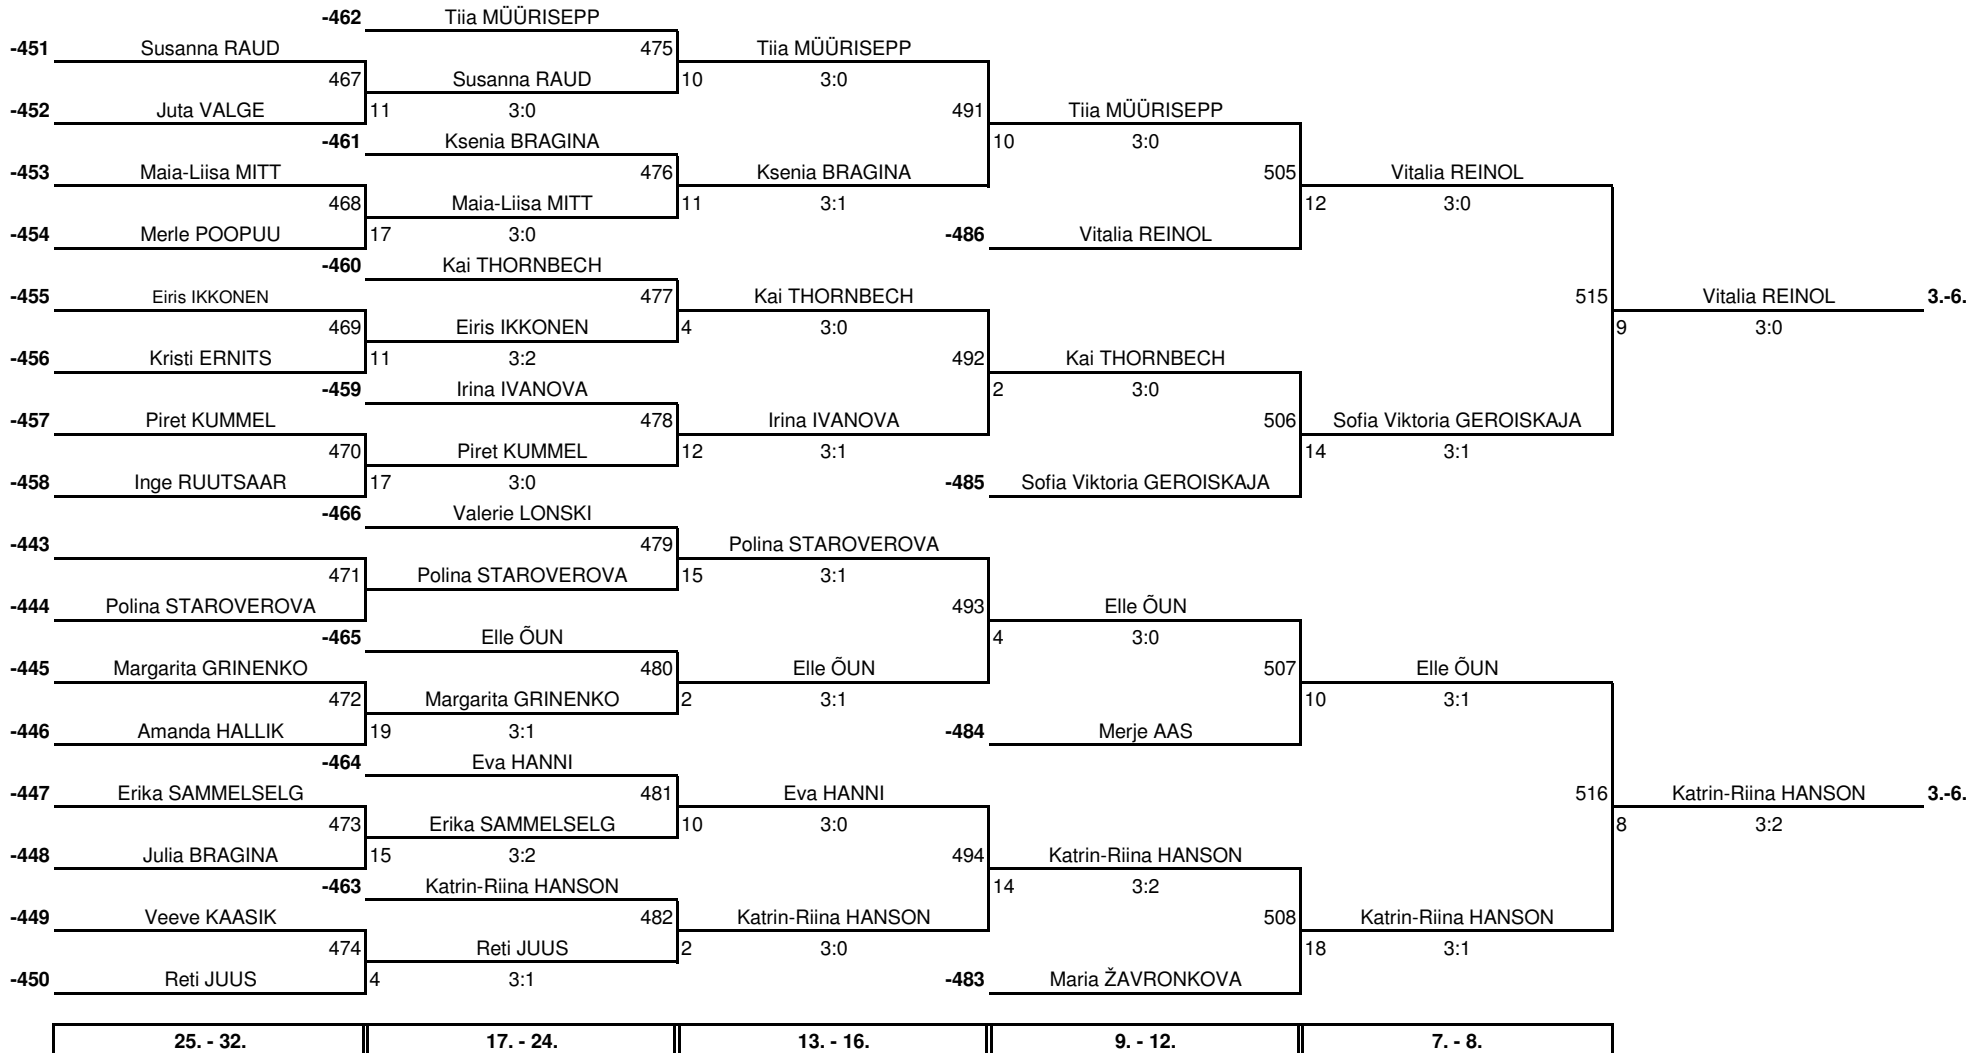 -462 Tiia MÜÜRISEPP
-451 Susanna RAUD 475 Tiia MÜÜRISEPP
467 Susanna RAUD 10 3:0
-452 Juta VALGE 11 3:0 491 Tiia MÜÜRISEPP
-461 Ksenia BRAGINA 10 3:0
-453 Maia-Liisa MITT 476 Ksenia BRAGINA 505 Vitalia REINOL
468 Maia-Liisa MITT 11 3:1 12 3:0
-454 Merle POOPUU 17 3:0 -486 Vitalia REINOL
-460 Kai THORNBECH
-455 Eiris IKKONEN 477 Kai THORNBECH 515 Vitalia REINOL 3.-6.
469 Eiris IKKONEN 4 3:0 9 3:0
-456 Kristi ERNITS 11 3:2 492 Kai THORNBECH
-459 Irina IVANOVA 2 3:0
-457 Piret KUMMEL 478 Irina IVANOVA 506 Sofia Viktoria GEROISKAJA
470 Piret KUMMEL 12 3:1 14 3:1
-458 Inge RUUTSAAR 17 3:0 -485 Sofia Viktoria GEROISKAJA
-466 Valerie LONSKI
-443 479 Polina STAROVEROVA
471 Polina STAROVEROVA 15 3:1
-444 Polina STAROVEROVA 493 Elle ÕUN
-465 Elle ÕUN 4 3:0
-445 Margarita GRINENKO 480 Elle ÕUN 507 Elle ÕUN
472 Margarita GRINENKO 2 3:1 10 3:1
-446 Amanda HALLIK 19 3:1 -484 Merje AAS
-464 Eva HANNI
-447 Erika SAMMELSELG 481 Eva HANNI 516 Katrin-Riina HANSON 3.-6.
473 Erika SAMMELSELG 10 3:0 8 3:2
-448 Julia BRAGINA 15 3:2 494 Katrin-Riina HANSON
-463 Katrin-Riina HANSON 14 3:2
-449 Veeve KAASIK 482 Katrin-Riina HANSON 508 Katrin-Riina HANSON
474 Reti JUUS 2 3:0 18 3:1
-450 Reti JUUS 4 3:1 -483 Maria ŽAVRONKOVA
25. - 32. 17. - 24. 13. - 16. 9. - 12. 7. - 8.